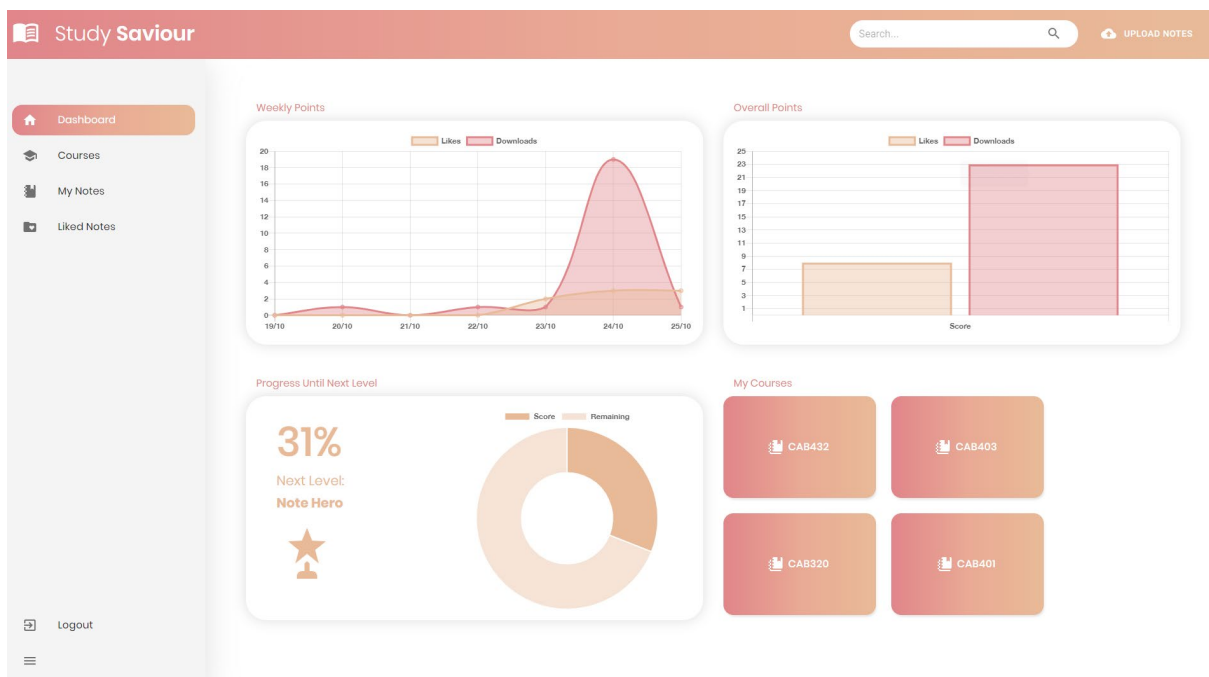 Study Saviour
Search...
UPLOAD NOTES
Dashboard
Courses
My Notes
Liked Notes
Logout
Weekly Points
Likes Downloads
20
18
16
14
12
10
8
6
4
2
0
19/10 20/10 21/10 22/10 23/10 24/10 25/10
Overall Points
Likes Downloads
25
23
21
19
17
15
13
11
9
7
5
3
1
Score
Progress Until Next Level
31%
Next Level:
Note Hero
Score Remaining
My Courses
CAB432 CAB403
CAB320 CAB401